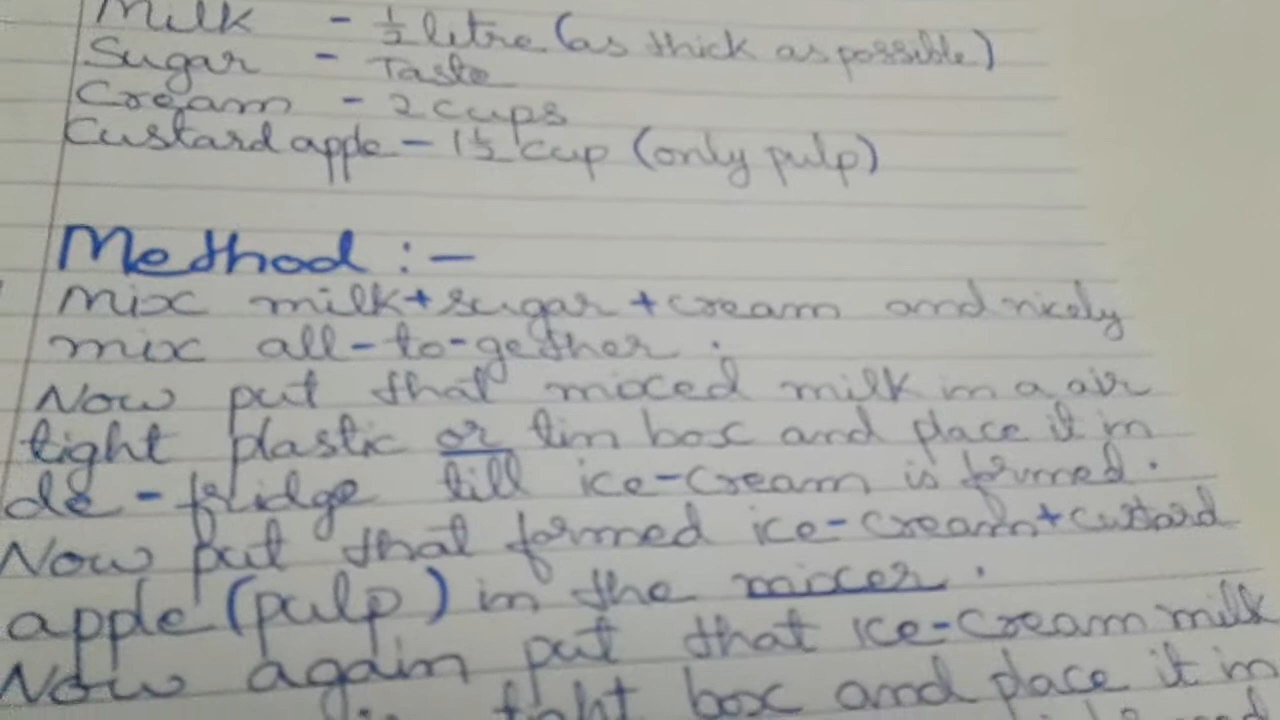 Milk - ½ litre (as thick as possible)
Sugar - Taste
Cream - 2 cups
Custard apple - 1½ cup (only pulp)
Method :-
Mix milk + sugar + cream and nicely
mix all-to-gether.
Now put that mixed milk in a air
tight plastic or tin box and place it in
de-fridge till ice-cream is formed.
Now put that formed ice-cream + custard
apple (pulp) in the mixer.
Now again put that ice-cream milk
tight box and place it in